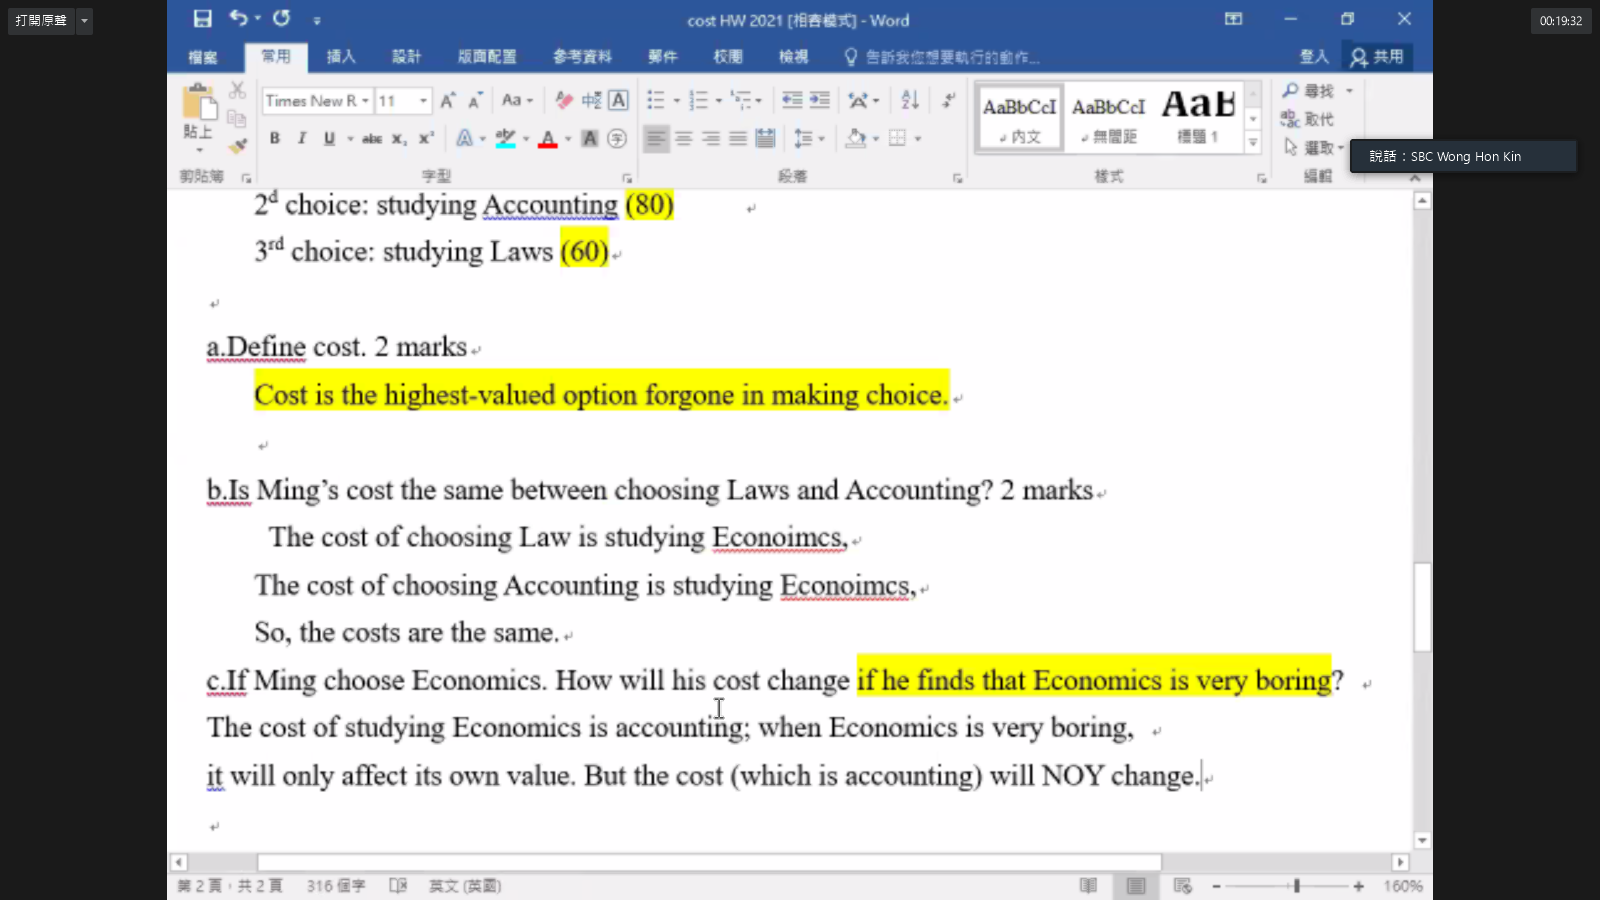 打開原聲
cost HW 2021 [相容模式] - Word
00:19:32
檔案 常用 插入 設計 版面配置 參考資料 郵件 校閱 檢視 告訴我您想要執行的動作... 登入 共用
貼上
剪貼簿
Times New R 11
字型
段落
AaBbCcI AaBbCcI AaB
內文 無間距 標題 1
樣式
尋找
取代
選取
編輯
說話：SBC Wong Hon Kin
2d choice: studying Accounting (80)
3rd choice: studying Laws (60)
a.Define cost. 2 marks
Cost is the highest-valued option forgone in making choice.
b.Is Ming’s cost the same between choosing Laws and Accounting? 2 marks
The cost of choosing Law is studying Econoimcs,
The cost of choosing Accounting is studying Econoimcs,
So, the costs are the same.
c.If Ming choose Economics. How will his cost change if he finds that Economics is very boring?
The cost of studying Economics is accounting; when Economics is very boring,
it will only affect its own value. But the cost (which is accounting) will NOY change.
第 2 頁，共 2 頁 316 個字 英文 (英國) 160%